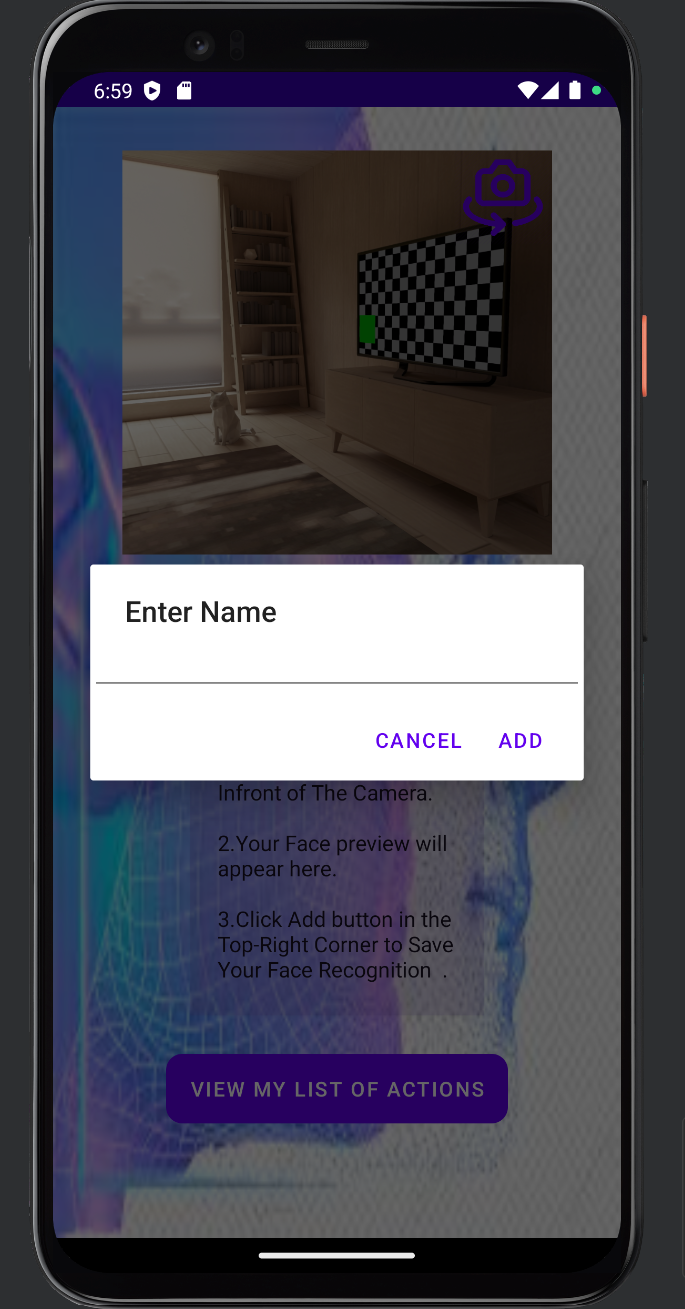 6:59
Enter Name
CANCEL ADD
Infront of The Camera.
2.Your Face preview will
appear here.
3.Click Add button in the
Top-Right Corner to Save
Your Face Recognition  .
VIEW MY LIST OF ACTIONS